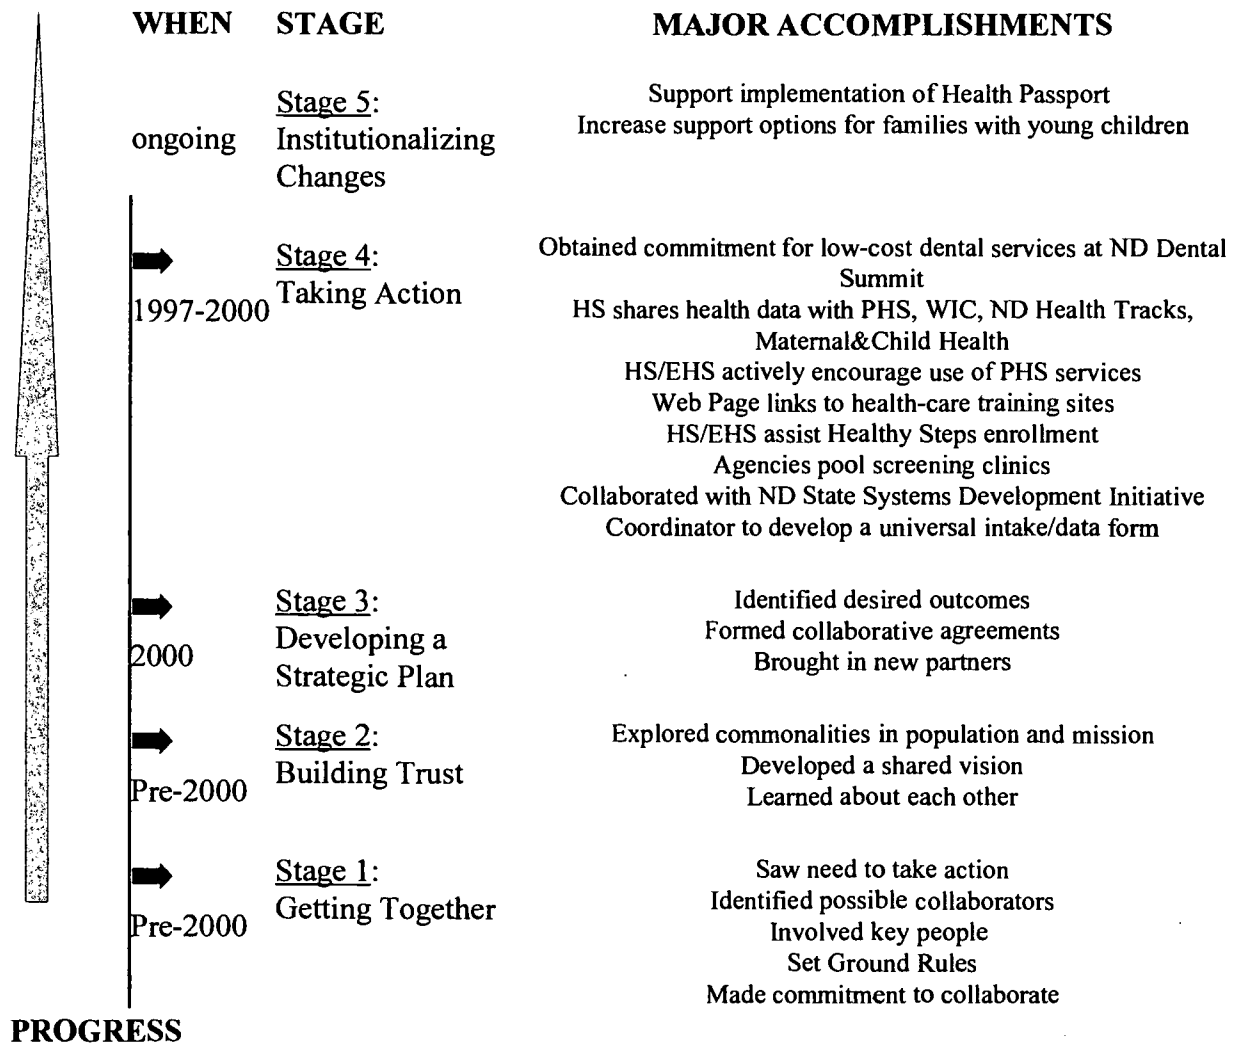 WHEN STAGE MAJOR ACCOMPLISHMENTS
ongoing
Stage 5:
Institutionalizing
Changes
Support implementation of Health Passport
Increase support options for families with young children
1997-2000
Stage 4:
Taking Action
Obtained commitment for low-cost dental services at ND Dental
Summit
HS shares health data with PHS, WIC, ND Health Tracks,
Maternal&Child Health
HS/EHS actively encourage use of PHS services
Web Page links to health-care training sites
HS/EHS assist Healthy Steps enrollment
Agencies pool screening clinics
Collaborated with ND State Systems Development Initiative
Coordinator to develop a universal intake/data form
2000
Stage 3:
Developing a
Strategic Plan
Identified desired outcomes
Formed collaborative agreements
Brought in new partners
Pre-2000
Stage 2:
Building Trust
Explored commonalities in population and mission
Developed a shared vision
Learned about each other
Pre-2000
Stage 1:
Getting Together
Saw need to take action
Identified possible collaborators
Involved key people
Set Ground Rules
Made commitment to collaborate
PROGRESS